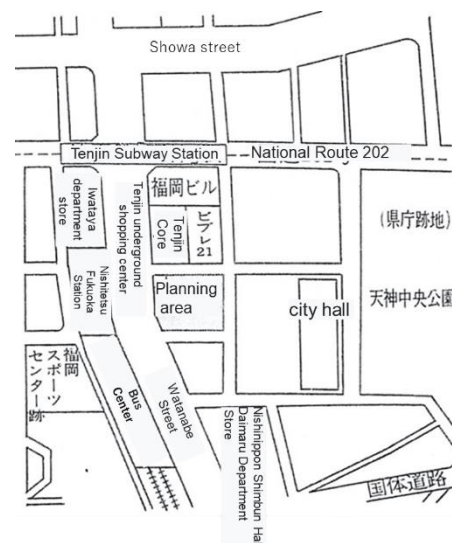 Showa street
Tenjin Subway Station
National Route 202
Iwataya
department
store
Tenjin underground
shopping center
福岡ビル
Tenjin
Core
ビブレ
21
(県庁跡地)
Nishitetsu
Fukuoka
Station
Planning
area
city hall
天神中央公園
福岡
スポーツ
センター跡
Bus
Center
Watanabe
Street
Nishinippon Shimbun Ha
Daimaru Department
Store
国体道路